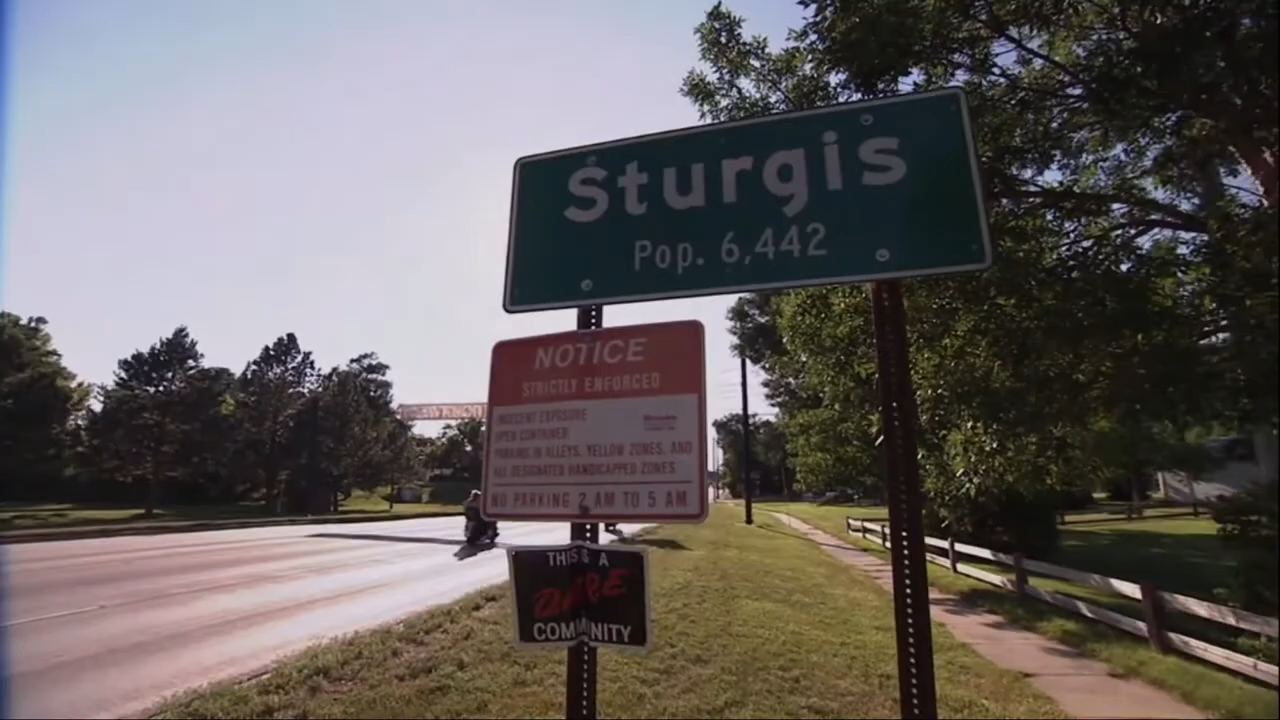 Sturgis
Pop. 6,442
NOTICE
STRICTLY ENFORCED
INDECENT EXPOSURE
OPEN CONTAINER
PARKING IN ALLEYS, YELLOW ZONES, AND
ALL DESIGNATED HANDICAPPED ZONES
NO PARKING 2 AM TO 5 AM
THIS IS A
DARE
COMMUNITY